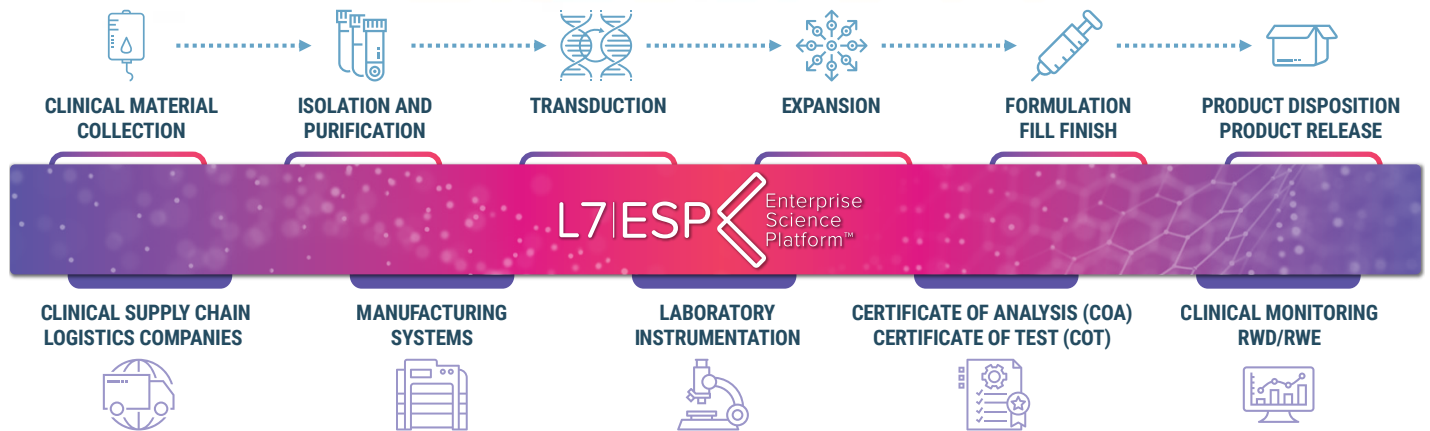 CLINICAL MATERIAL
COLLECTION
ISOLATION AND
PURIFICATION
TRANSDUCTION
EXPANSION
FORMULATION
FILL FINISH
PRODUCT DISPOSITION
PRODUCT RELEASE
L7|ESP
Enterprise
Science
Platform™
CLINICAL SUPPLY CHAIN
LOGISTICS COMPANIES
MANUFACTURING
SYSTEMS
LABORATORY
INSTRUMENTATION
CERTIFICATE OF ANALYSIS (COA)
CERTIFICATE OF TEST (COT)
CLINICAL MONITORING
RWD/RWE